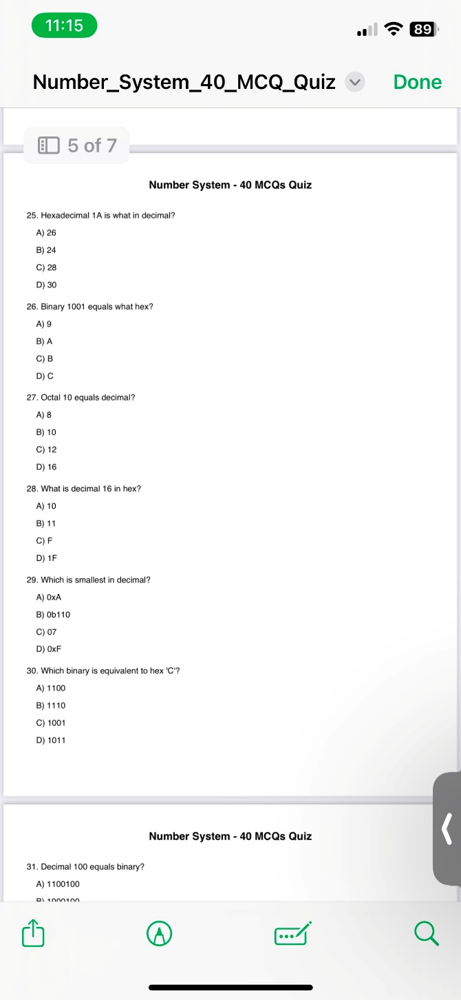 11:15
89
Number_System_40_MCQ_Quiz
Done
5 of 7
Number System - 40 MCQs Quiz
25. Hexadecimal 1A is what in decimal?
A) 26
B) 24
C) 28
D) 30
26. Binary 1001 equals what hex?
A) 9
B) A
C) B
D) C
27. Octal 10 equals decimal?
A) 8
B) 10
C) 12
D) 16
28. What is decimal 16 in hex?
A) 10
B) 11
C) F
D) 1F
29. Which is smallest in decimal?
A) 0xA
B) 0b110
C) 07
D) 0xF
30. Which binary is equivalent to hex 'C'?
A) 1100
B) 1110
C) 1001
D) 1011
Number System - 40 MCQs Quiz
31. Decimal 100 equals binary?
A) 1100100